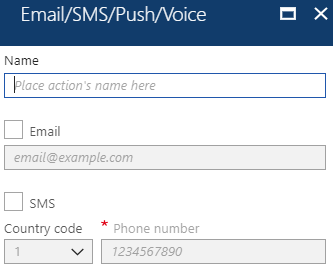 Email/SMS/Push/Voice
Name
Place action's name here
Email
email@example.com
SMS
Country code * Phone number
1 1234567890